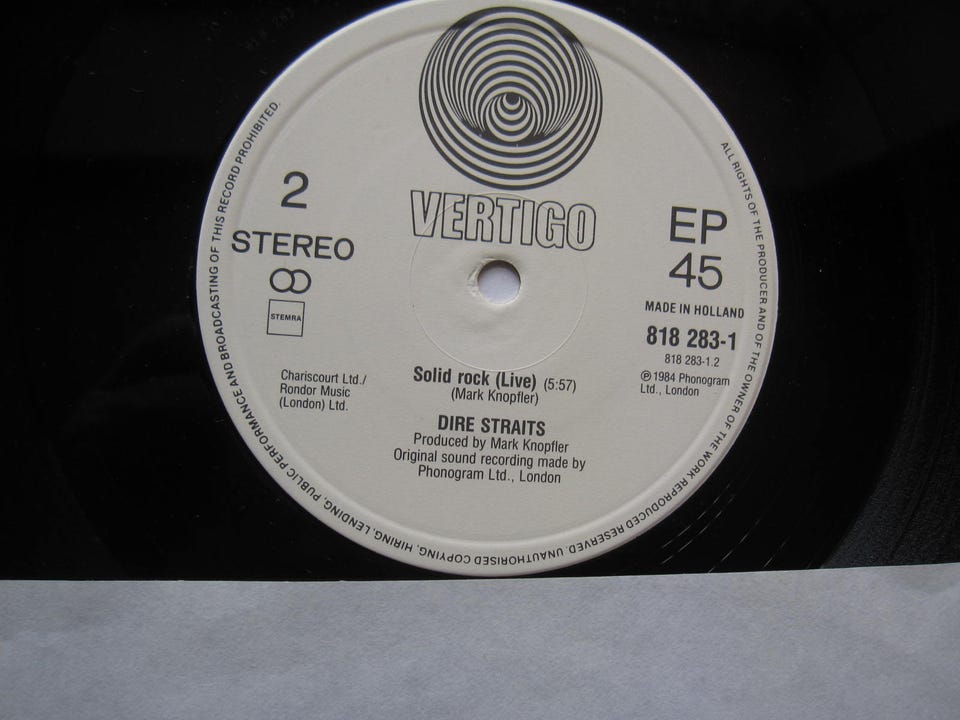 VERTIGO
2
STEREO
STEMRA
EP
45
MADE IN HOLLAND
818 283-1
818 283-1.2
℗ 1984 Phonogram
Ltd., London
Chariscourt Ltd./
Rondor Music
(London) Ltd.
Solid rock (Live) (5:57)
(Mark Knopfler)
DIRE STRAITS
Produced by Mark Knopfler
Original sound recording made by
Phonogram Ltd., London
ALL RIGHTS OF THE PRODUCER AND OF THE OWNER OF THE WORK REPRODUCED RESERVED. UNAUTHORISED COPYING, HIRING, LENDING, PUBLIC PERFORMANCE AND BROADCASTING OF THIS RECORD PROHIBITED.